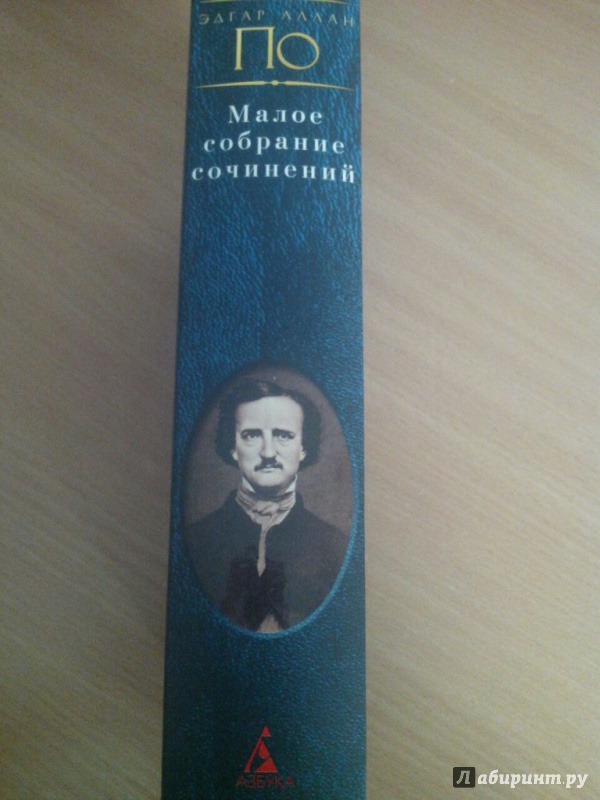 ЭДГАР АЛЛАН
ПО
Малое
собрание
сочинений
АЗБУКА
Лабиринт.ру